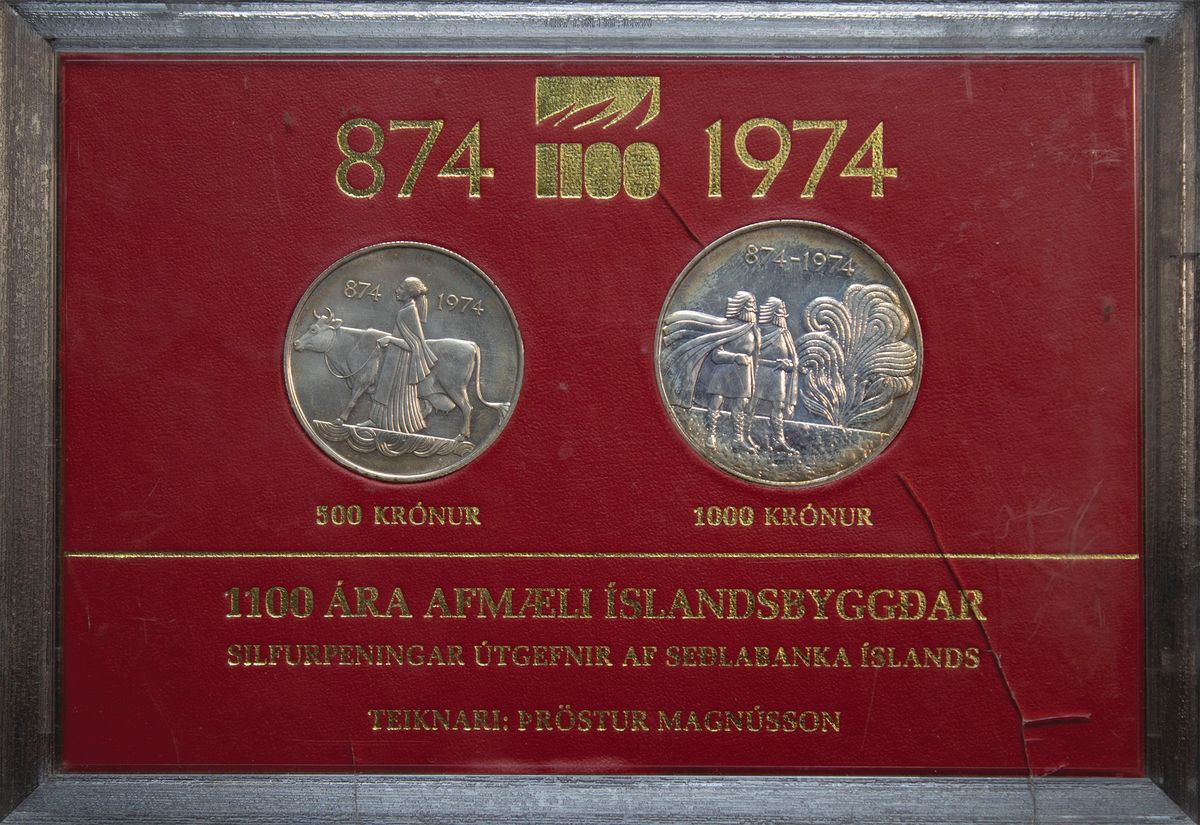 874 1100 1974
874 1974
874-1974
500 KRÓNUR
1000 KRÓNUR
1100 ÁRA AFMÆLI ÍSLANDSBYGGÐAR
SILFURPENINGAR ÚTGEFNIR AF SEÐLABANKA ÍSLANDS
TEIKNARI: ÞRÖSTUR MAGNÚSSON